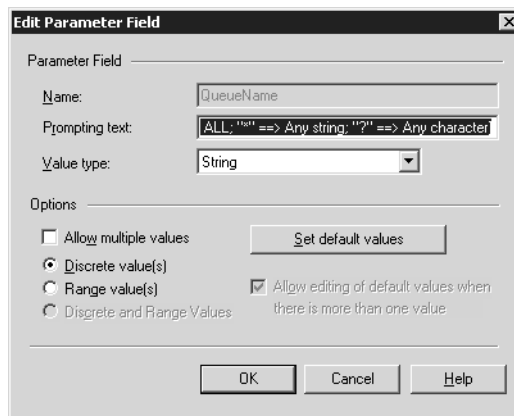 Edit Parameter Field
Parameter Field
Name:
QueueName
Prompting text:
ALL; "*" ==> Any string; "?" ==> Any character
Value type:
String
Options
Allow multiple values
Set default values
Discrete value(s)
Range value(s)
Allow editing of default values when
there is more than one value
Discrete and Range Values
OK
Cancel
Help